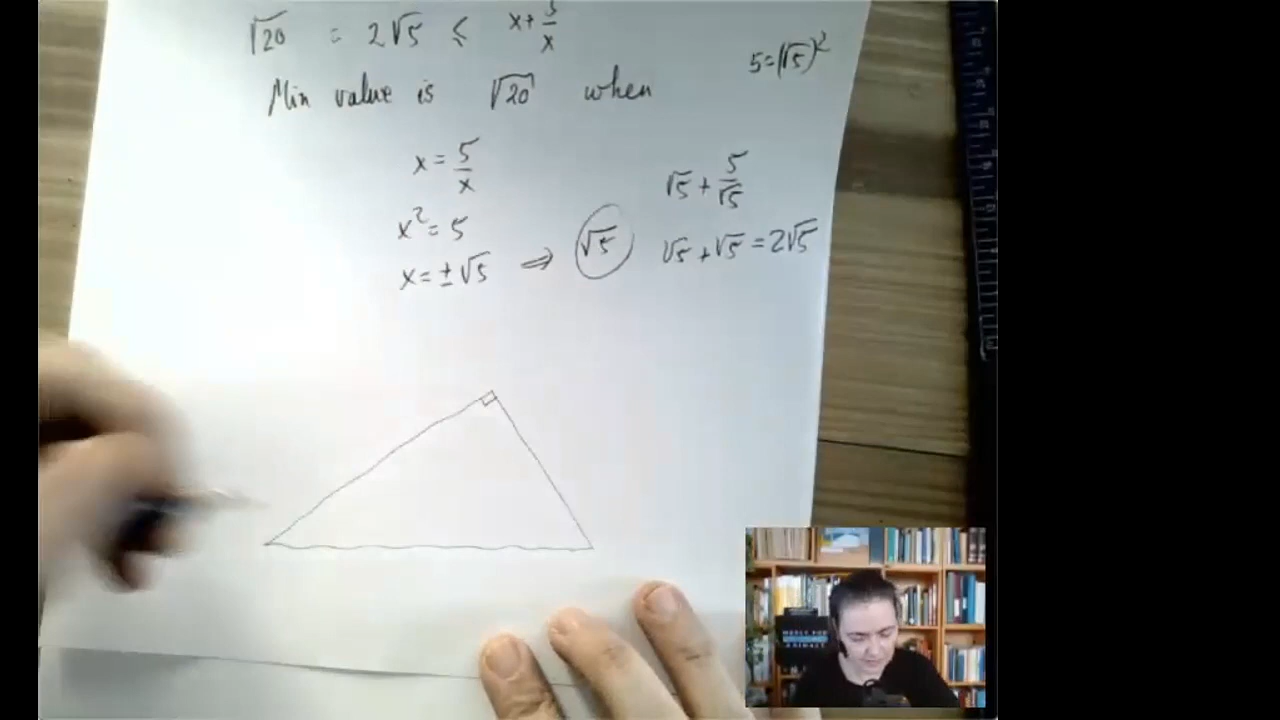 √20 = 2√5 ≤ x + 5/x
5 = (√5)²
Min value is √20 when
x = 5/x
√5 + 5/√5
x² = 5
√5
√5 + √5 = 2√5
x = ± √5 ⇒